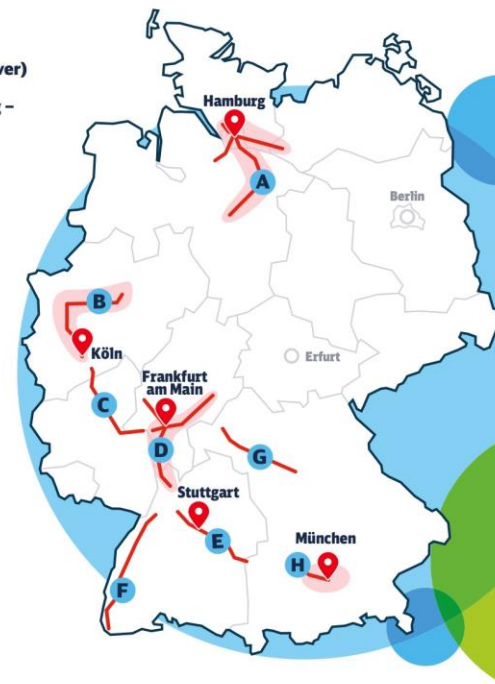 ver)
g –
Hamburg
A
Berlin
B
Köln
Erfurt
Frankfurt
am Main
C
D
G
Stuttgart
E
München
H
F